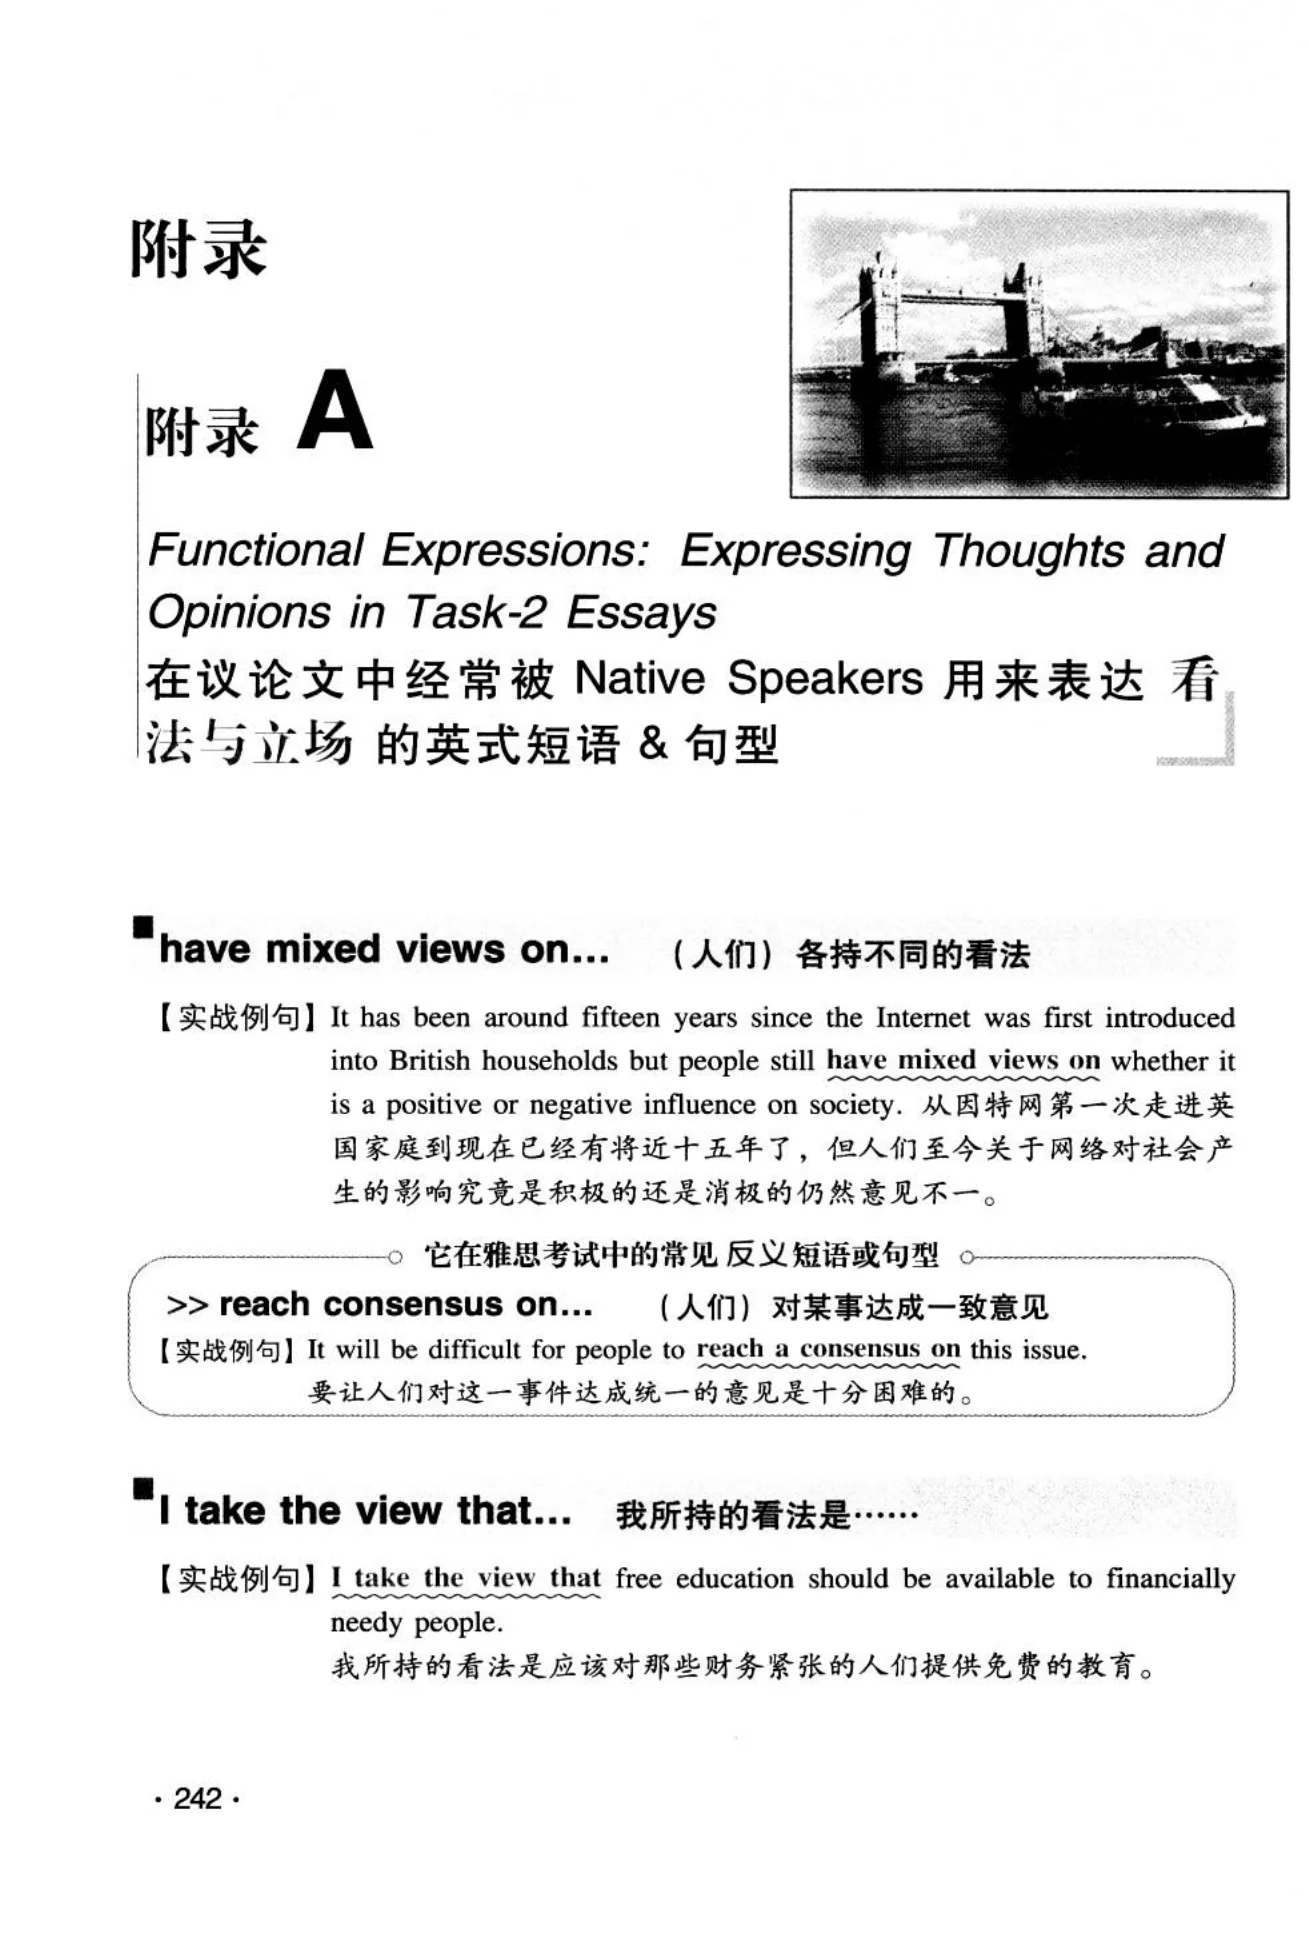 附录
附录 A
Functional Expressions: Expressing Thoughts and
Opinions in Task-2 Essays
在议论文中经常被 Native Speakers 用来表达 看
法与立场 的英式短语 & 句型
have mixed views on... （人们）各持不同的看法
【实战例句】It has been around fifteen years since the Internet was first introduced
into British households but people still have mixed views on whether it
is a positive or negative influence on society. 从因特网第一次走进英
国家庭到现在已经有将近十五年了，但人们至今关于网络对社会产
生的影响究竟是积极的还是消极的仍然意见不一。
它在雅思考试中的常见反义短语或句型
>> reach consensus on... （人们）对某事达成一致意见
【实战例句】It will be difficult for people to reach a consensus on this issue.
要让人们对这一事件达成统一的意见是十分困难的。
I take the view that... 我所持的看法是……
【实战例句】I take the view that free education should be available to financially
needy people.
我所持的看法是应该对那些财务紧张的人们提供免费的教育。
· 242 ·